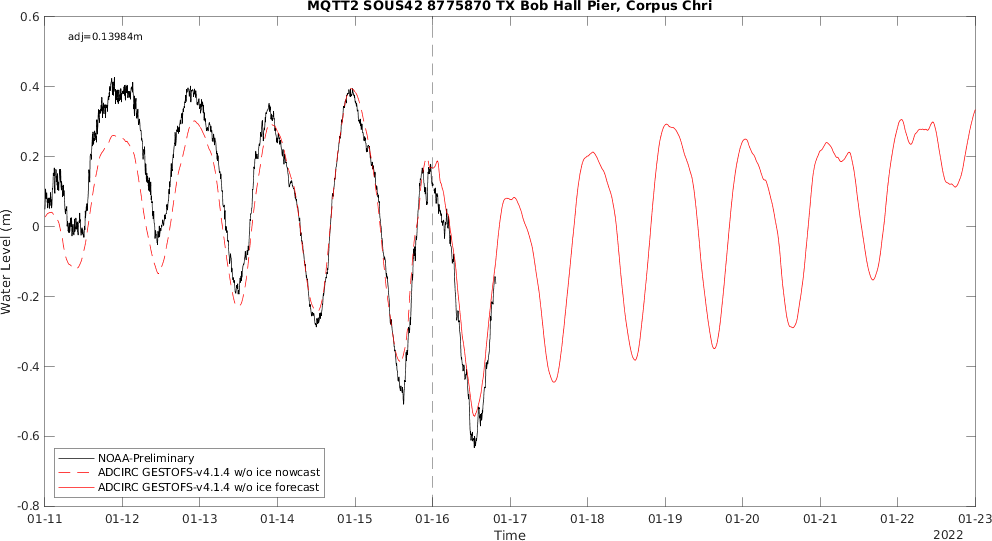 MQTT2 SOUS42 8775870 TX Bob Hall Pier, Corpus Chri
adj=0.13984m
0.6
0.4
0.2
0
-0.2
-0.4
-0.6
-0.8
Water Level (m)
NOAA-Preliminary
ADCIRC GESTOFS-v4.1.4 w/o ice nowcast
ADCIRC GESTOFS-v4.1.4 w/o ice forecast
01-11 01-12 01-13 01-14 01-15 01-16 01-17 01-18 01-19 01-20 01-21 01-22 01-23
Time
2022